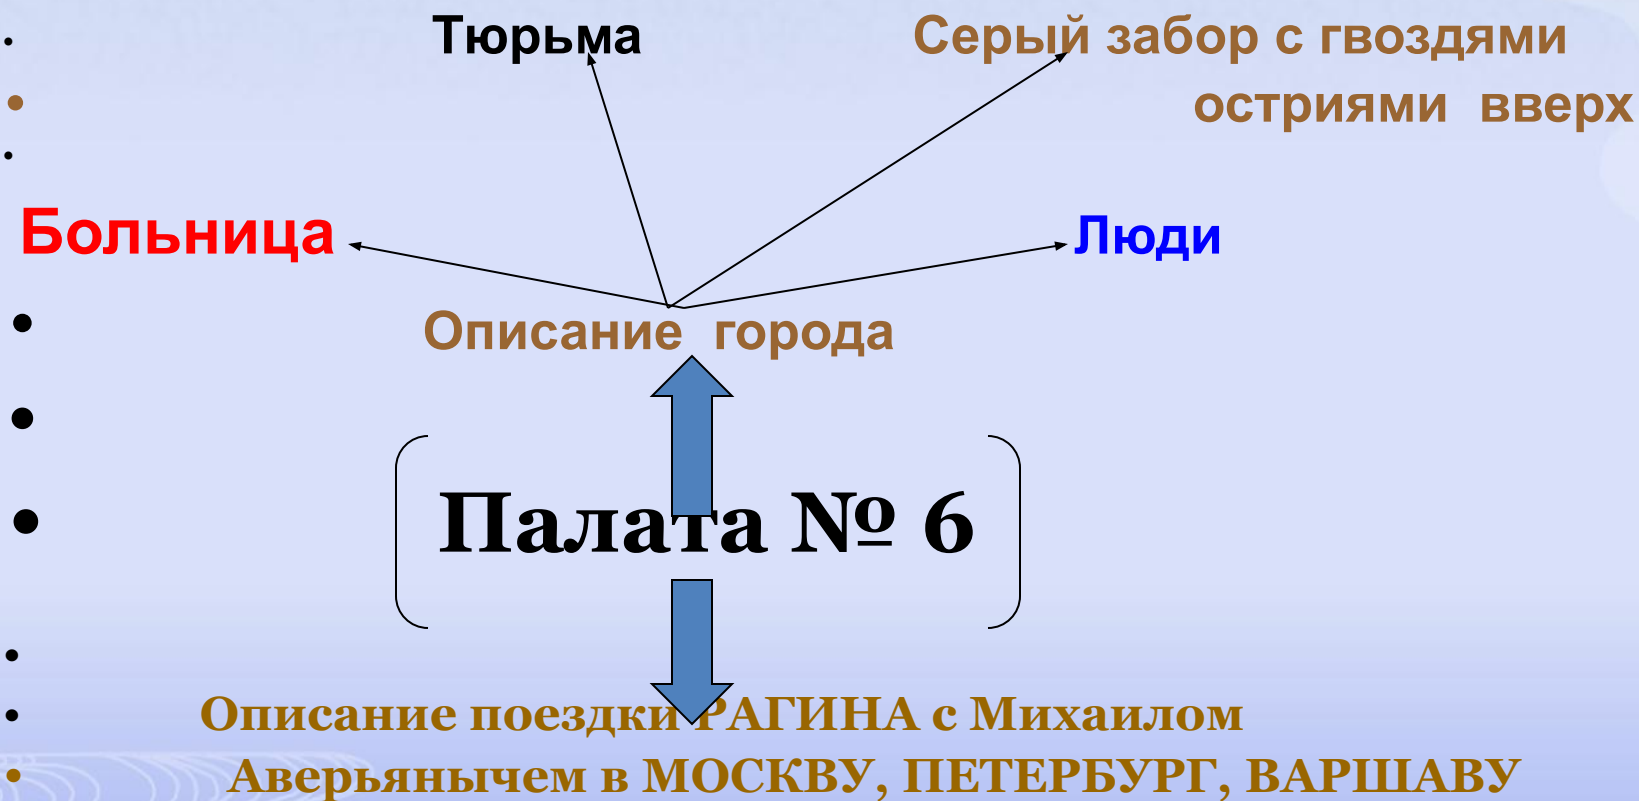 Тюрьма Серый забор с гвоздями
остриями вверх
Больница Люди
Описание города
Палата № 6
Описание поездки РАГИНА с Михаилом
Аверьянычем в МОСКВУ, ПЕТЕРБУРГ, ВАРШАВУ